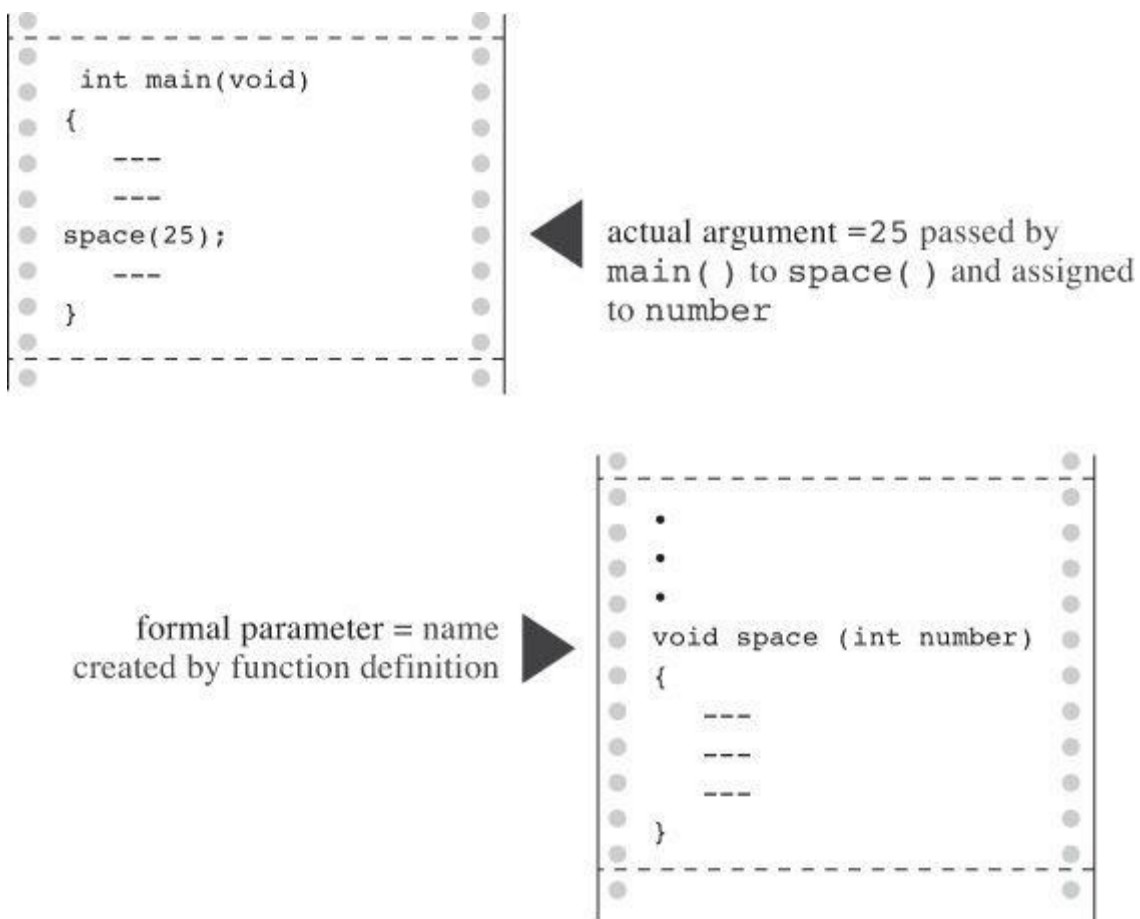 int main(void)
{
---
---
space(25);
---
}
actual argument =25 passed by
main( ) to space( ) and assigned
to number
•
•
•
formal parameter = name
created by function definition
void space (int number)
{
---
---
---
}